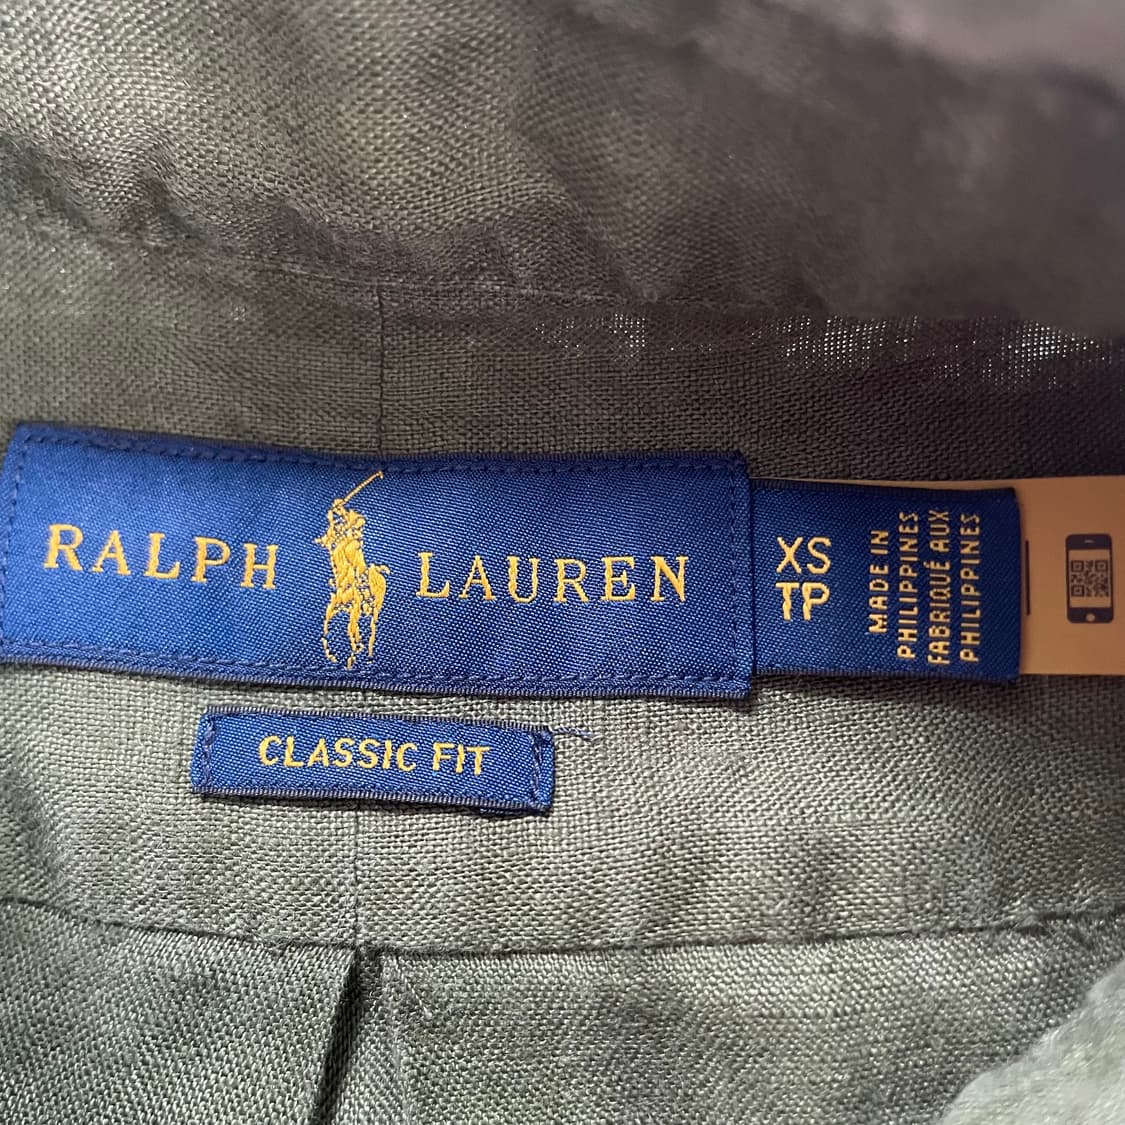 RALPH LAUREN
XS
TP
MADE IN
PHILIPPINES
FABRIQUÉ AUX
PHILIPPINES
CLASSIC FIT